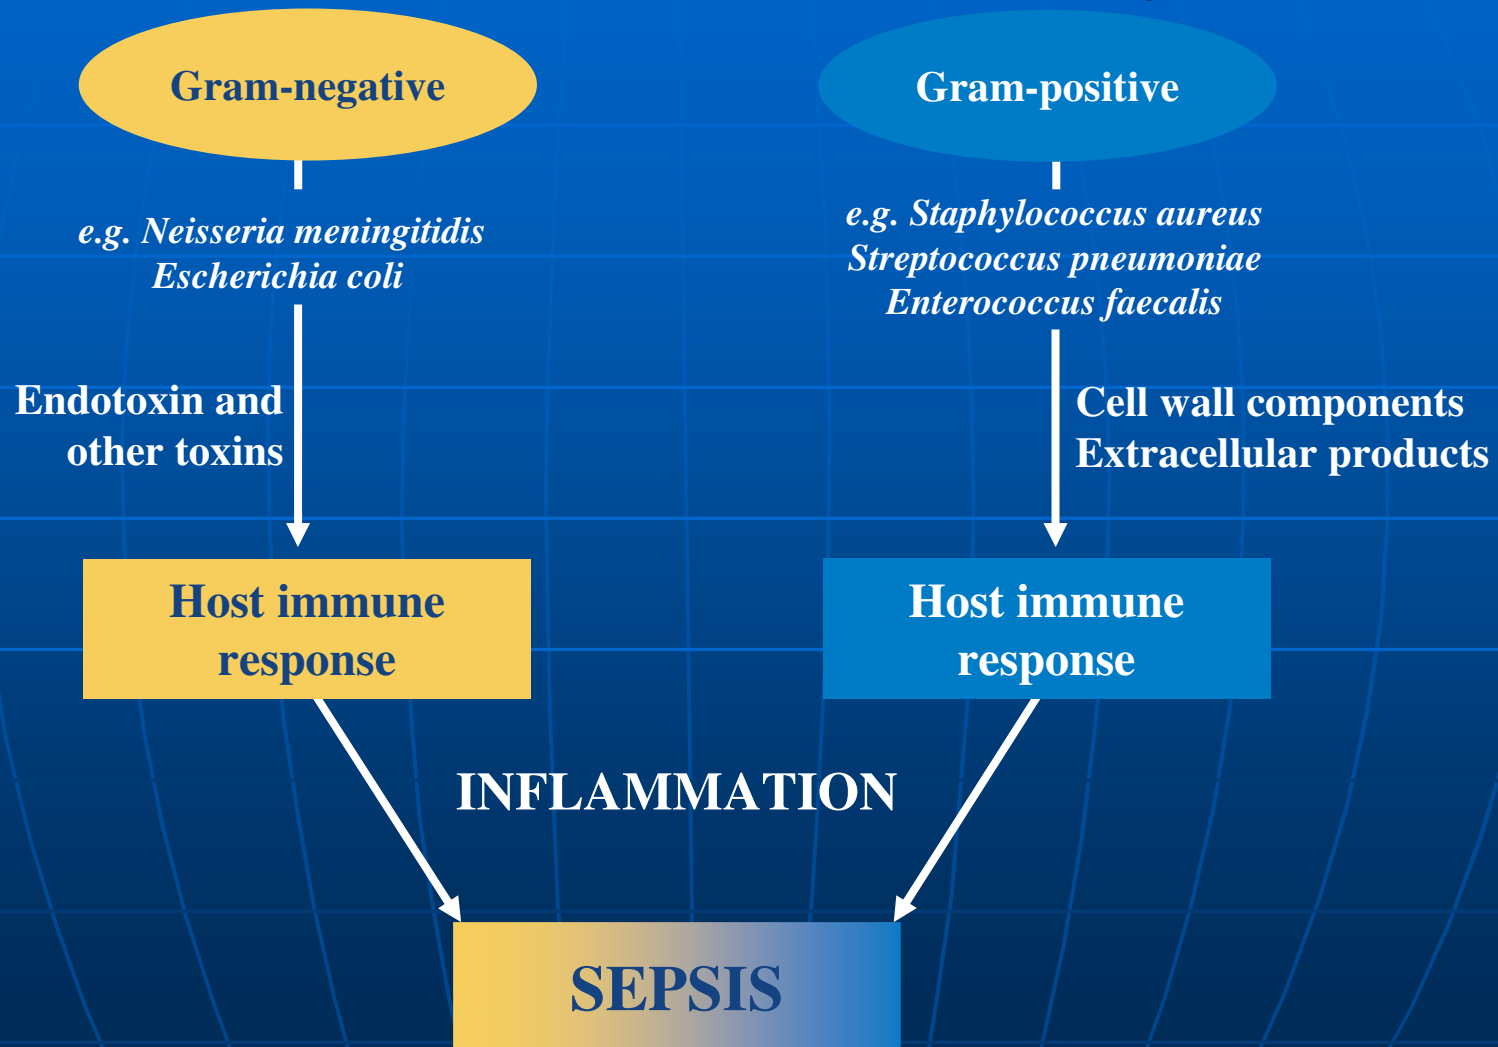 Gram-negative
e.g. Neisseria meningitidis
Escherichia coli
Endotoxin and
other toxins
Host immune
response
Gram-positive
e.g. Staphylococcus aureus
Streptococcus pneumoniae
Enterococcus faecalis
Cell wall components
Extracellular products
Host immune
response
INFLAMMATION
SEPSIS